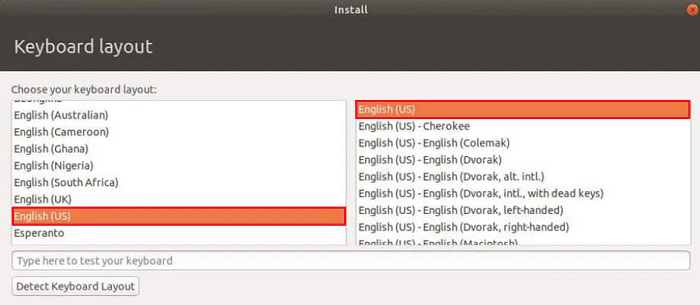 Install
Keyboard layout
Choose your keyboard layout:
English (Australian)
English (Cameroon)
English (Ghana)
English (Nigeria)
English (South Africa)
English (UK)
English (US)
Esperanto
English (US)
English (US) - Cherokee
English (US) - English (Colemak)
English (US) - English (Dvorak)
English (US) - English (Dvorak, alt. intl.)
English (US) - English (Dvorak, intl., with dead keys)
English (US) - English (Dvorak, left-handed)
English (US) - English (Dvorak, right-handed)
English (US) - English (Macintosh)
Type here to test your keyboard
Detect Keyboard Layout